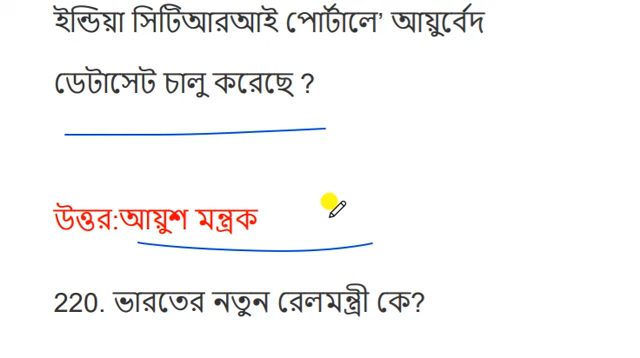 ইন্ডিয়া সিটিআরআই পোর্টালে’ আয়ুর্বেদ
ডেটাসেট চালু করেছে ?
উত্তর:আয়ুশ মন্ত্রক
220. ভারতের নতুন রেলমন্ত্রী কে?